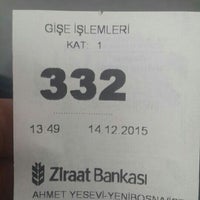 GİŞE İŞLEMLERİ
KAT: 1
332
13:49 14.12.2015
Ziraat Bankası
AHMET YESEVİ-YENİBOSNA